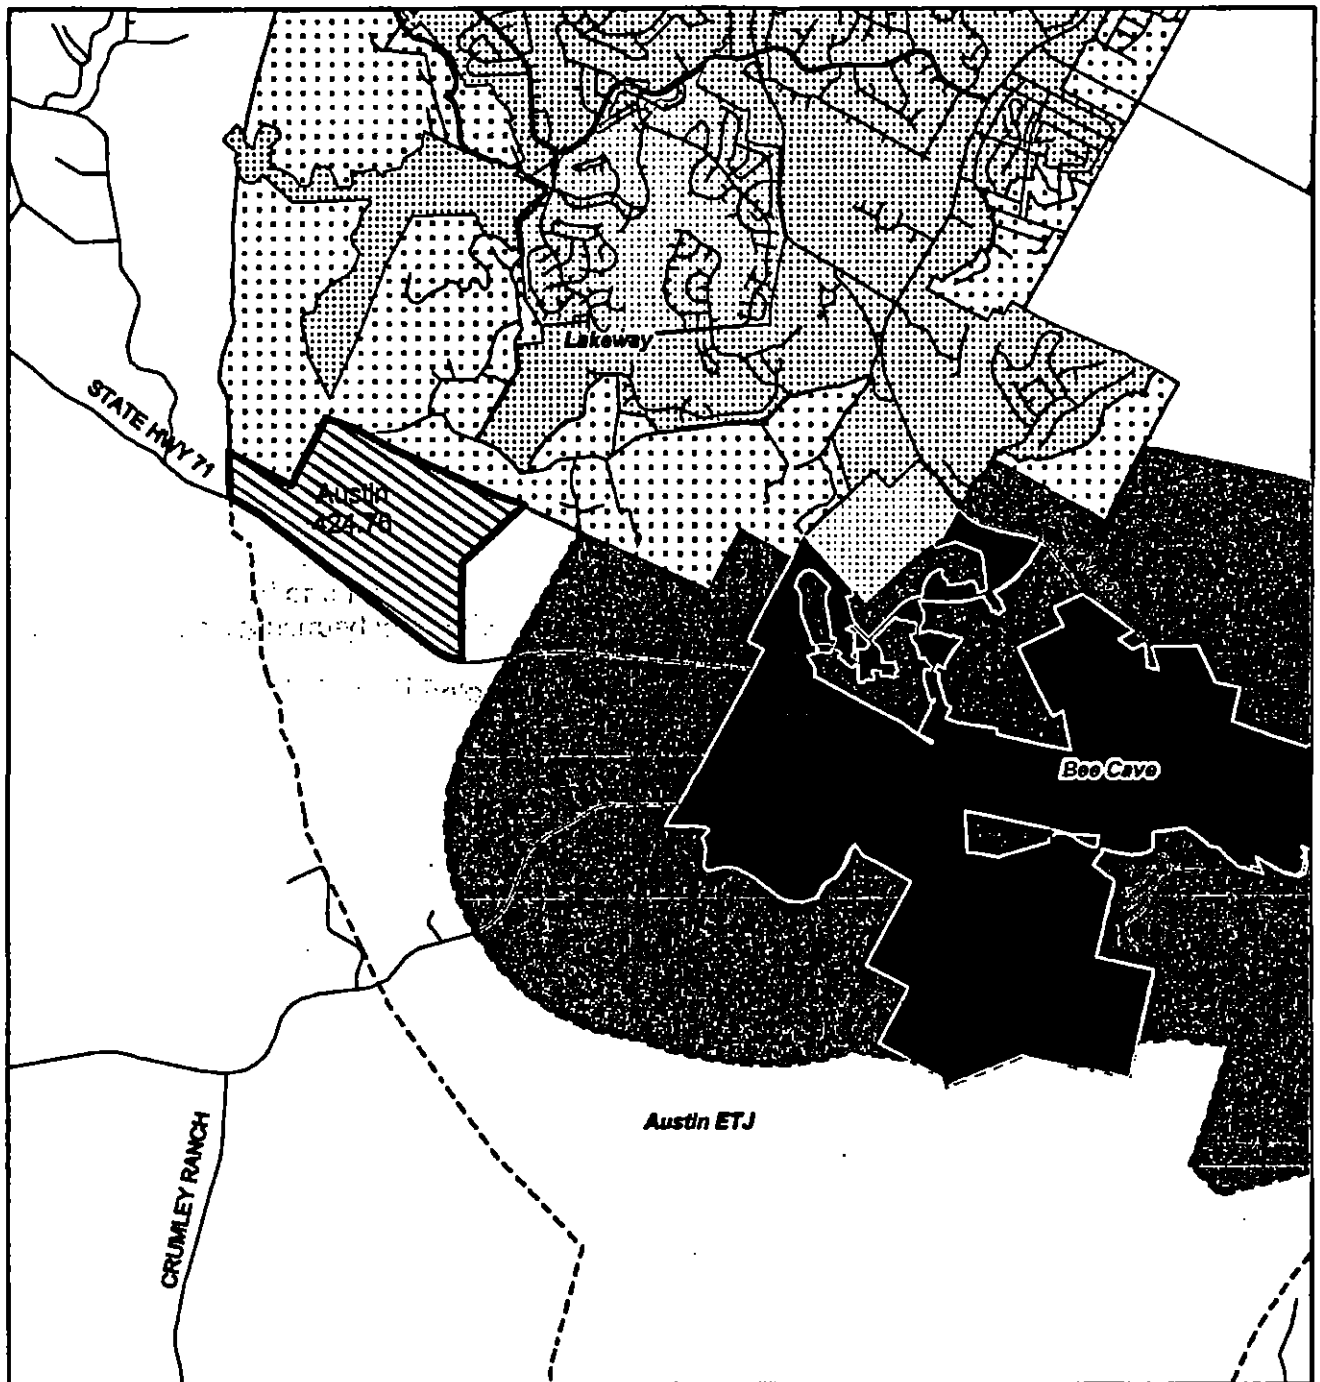 Lakeway
STATE HWY 71
Austin
424.76
Bee Cave
Austin ETJ
CRUMLEY RANCH